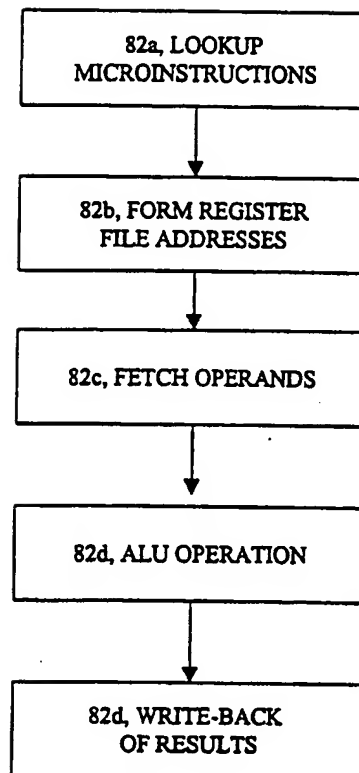 82a, LOOKUP
MICROINSTRUCTIONS
82b, FORM REGISTER
FILE ADDRESSES
82c, FETCH OPERANDS
82d, ALU OPERATION
82d, WRITE-BACK
OF RESULTS